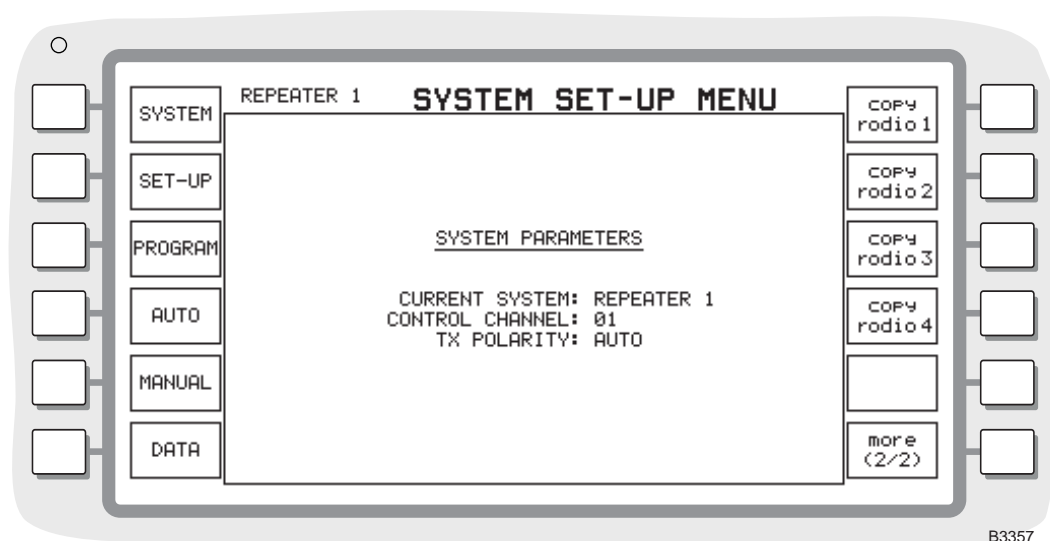 REPEATER 1 SYSTEM SET-UP MENU
SYSTEM
SET-UP
PROGRAM
AUTO
MANUAL
DATA
SYSTEM PARAMETERS
CURRENT SYSTEM: REPEATER 1
CONTROL CHANNEL: 01
TX POLARITY: AUTO
copy
rodio 1
copy
rodio 2
copy
rodio 3
copy
rodio 4
more
(2/2)
B3357